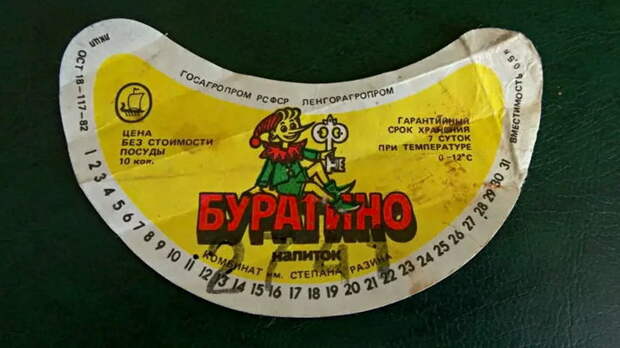 ГОСАГРОПРОМ РСФСР ЛЕНГОРАГРОПРОМ
ОСТ 18-117-82
ВМЕСТИМОСТЬ 0,5 л
ЦЕНА
БЕЗ СТОИМОСТИ
ПОСУДЫ
10 коп.
ГАРАНТИЙНЫЙ
СРОК ХРАНЕНИЯ
7 СУТОК
ПРИ ТЕМПЕРАТУРЕ
0-12°С
БУРАТИНО
напиток
КОМБИНАТ им. СТЕПАНА РАЗИНА
1 2 3 4 5 6 7 8 9 10 11 12 13 14 15 16 17 18 19 20 21 22 23 24 25 26 27 28 29 30 31